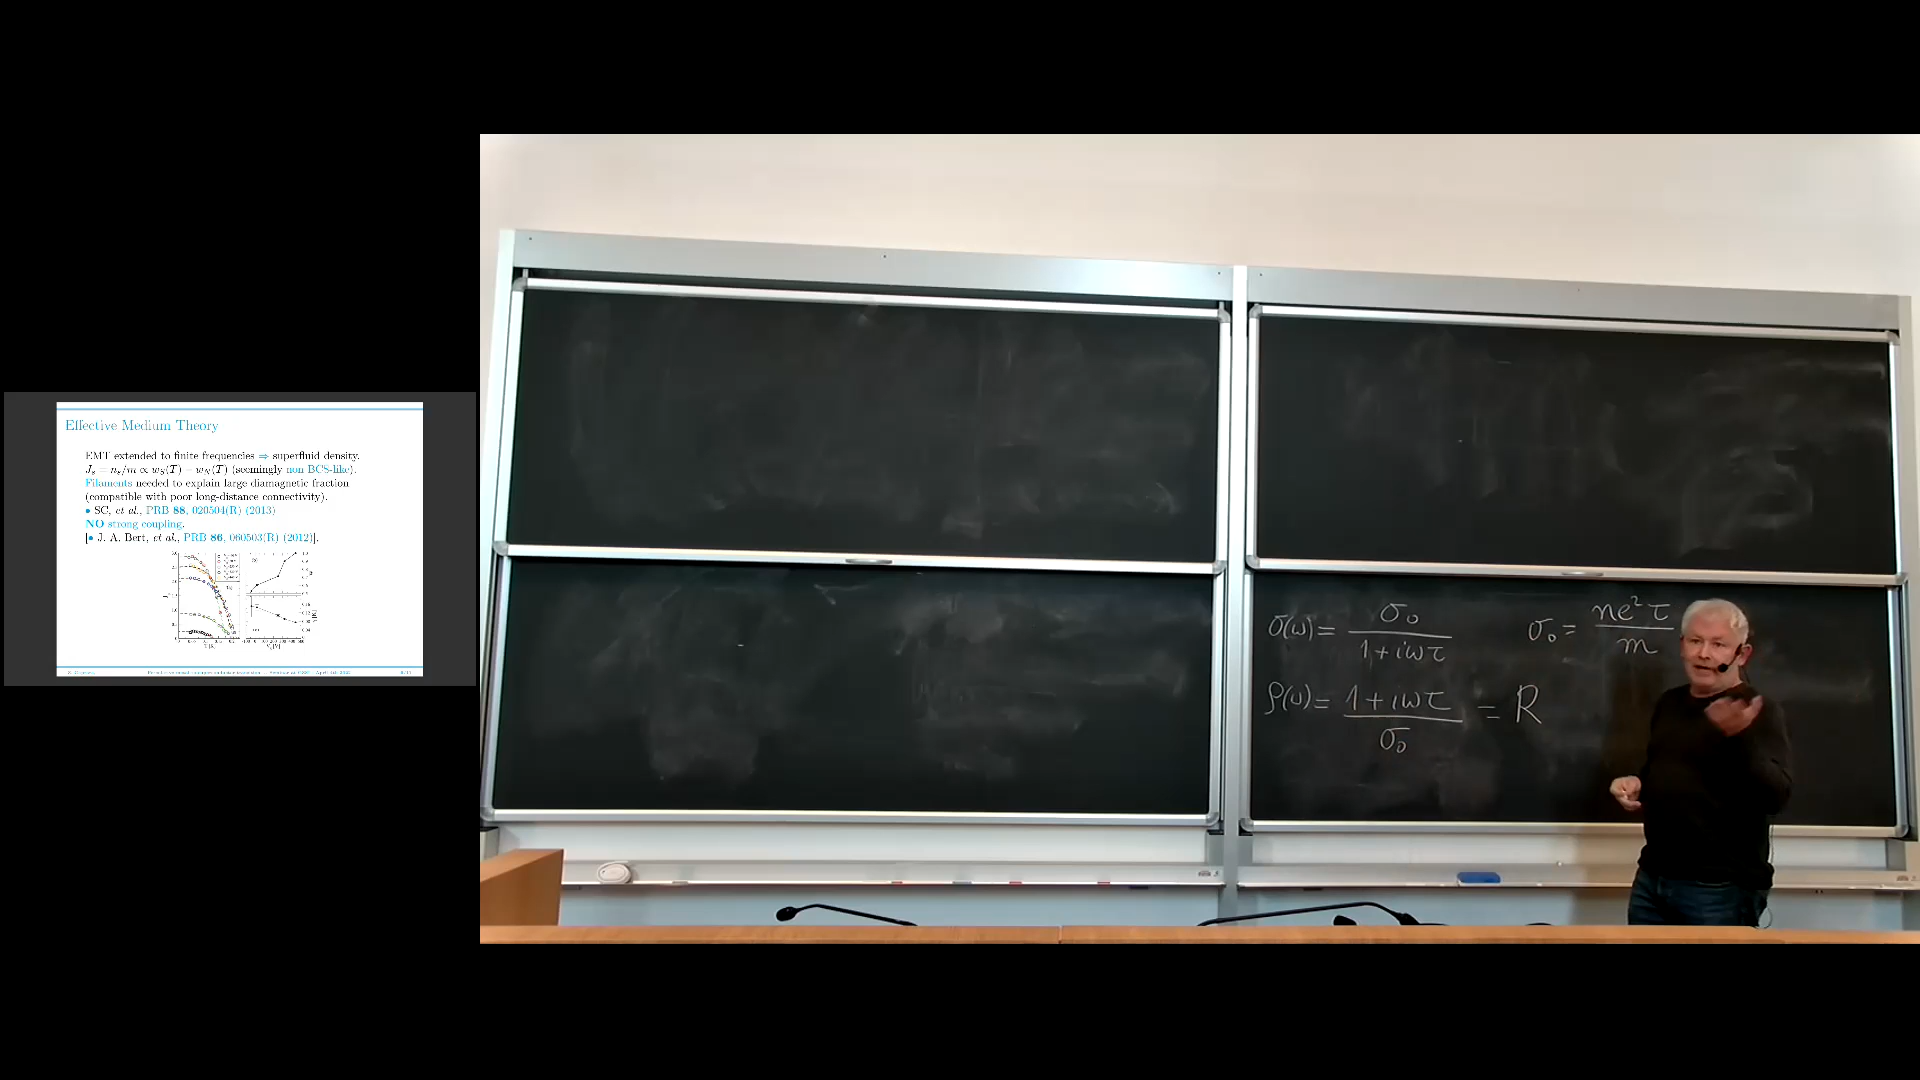 Effective Medium Theory
EMT extended to finite frequencies ⇒ superfluid density.
J_s = n_s/m ∝ w_S(T) − w_N(T) (seemingly non BCS-like).
Filaments needed to explain large diamagnetic fraction
(compatible with poor long-distance connectivity).
• SC, et al., PRB 88, 020504(R) (2013)
NO strong coupling.
[• J. A. Bert, et al., PRB 86, 060503(R) (2012)].
σ(ω) = σ₀ / (1 + iωτ)
σ₀ = ne²τ / m
ρ(ω) = (1 + iωτ) / σ₀ = R